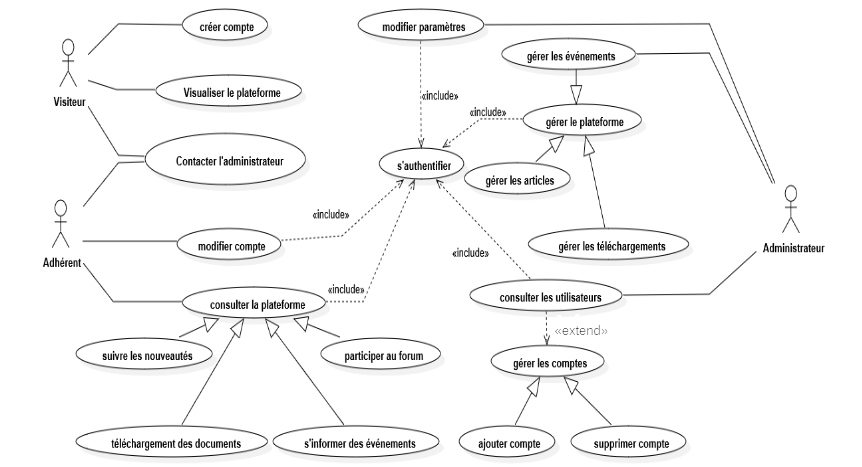 créer compte
modifier paramètres
gérer les événements
Visiteur
Visualiser le plateforme
«include»
«include»
gérer le plateforme
Contacter l'administrateur
s'authentifier
gérer les articles
Adhérent
modifier compte
«include»
gérer les téléchargements
Administrateur
«include»
«include»
consulter la plateforme
consulter les utilisateurs
«extend»
suivre les nouveautés
participer au forum
gérer les comptes
téléchargement des documents
s'informer des événements
ajouter compte
supprimer compte